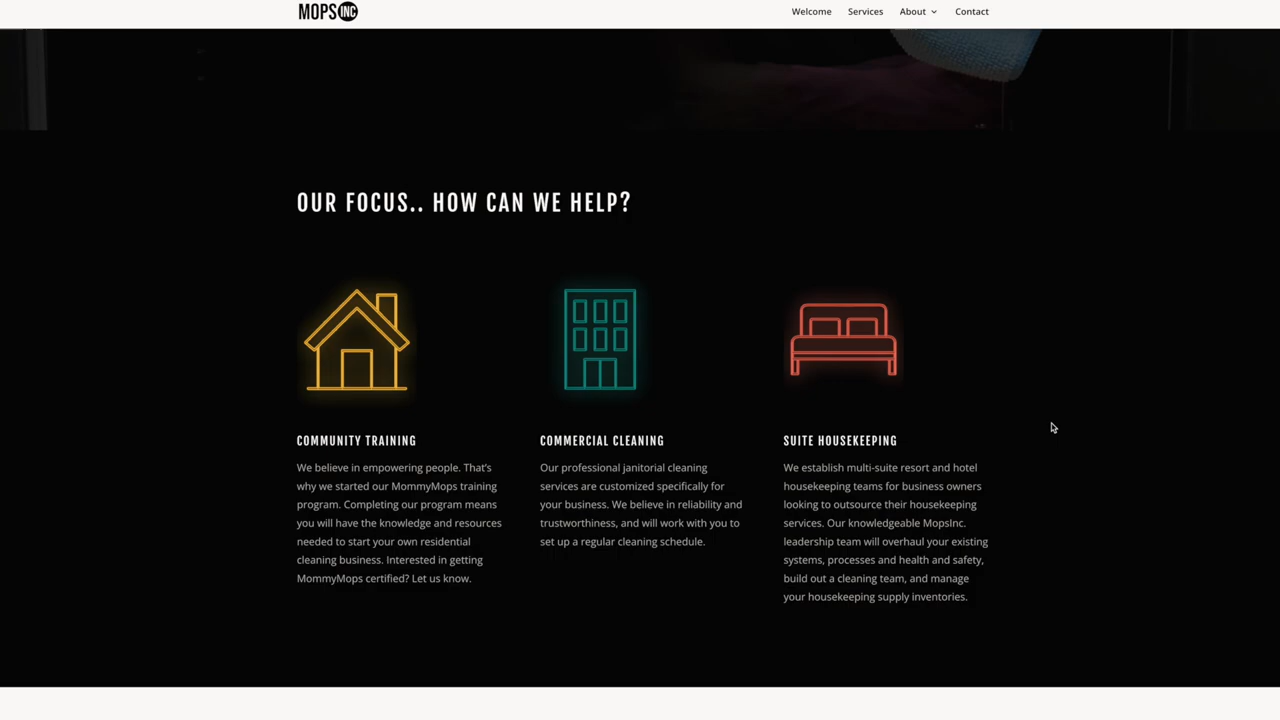 MOPS INC
Welcome Services About Contact
OUR FOCUS.. HOW CAN WE HELP?
COMMUNITY TRAINING
We believe in empowering people. That's
why we started our MommyMops training
program. Completing our program means
you will have the knowledge and resources
needed to start your own residential
cleaning business. Interested in getting
MommyMops certified? Let us know.
COMMERCIAL CLEANING
Our professional janitorial cleaning
services are customized specifically for
your business. We believe in reliability and
trustworthiness, and will work with you to
set up a regular cleaning schedule.
SUITE HOUSEKEEPING
We establish multi-suite resort and hotel
housekeeping teams for business owners
looking to outsource their housekeeping
services. Our knowledgeable MopsInc.
leadership team will overhaul your existing
systems, processes and health and safety,
build out a cleaning team, and manage
your housekeeping supply inventories.